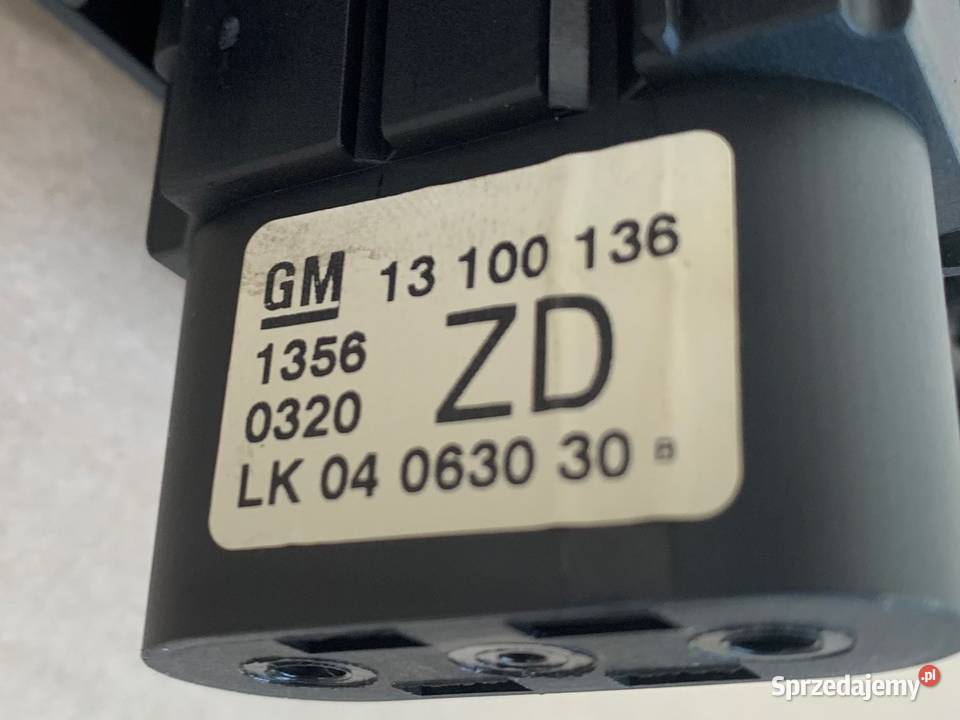 GM 13 100 136
1356 ZD
0320
LK 04 0630 30 B
Sprzedajemy.pl